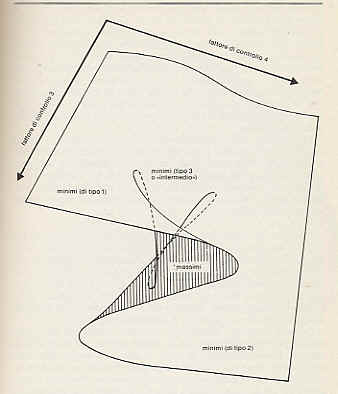 fattore di controllo 4
fattore di controllo 3
minimi (tipo 3
o «intermedio»)
minimi (di tipo 1)
massimi
minimi (di tipo 2)